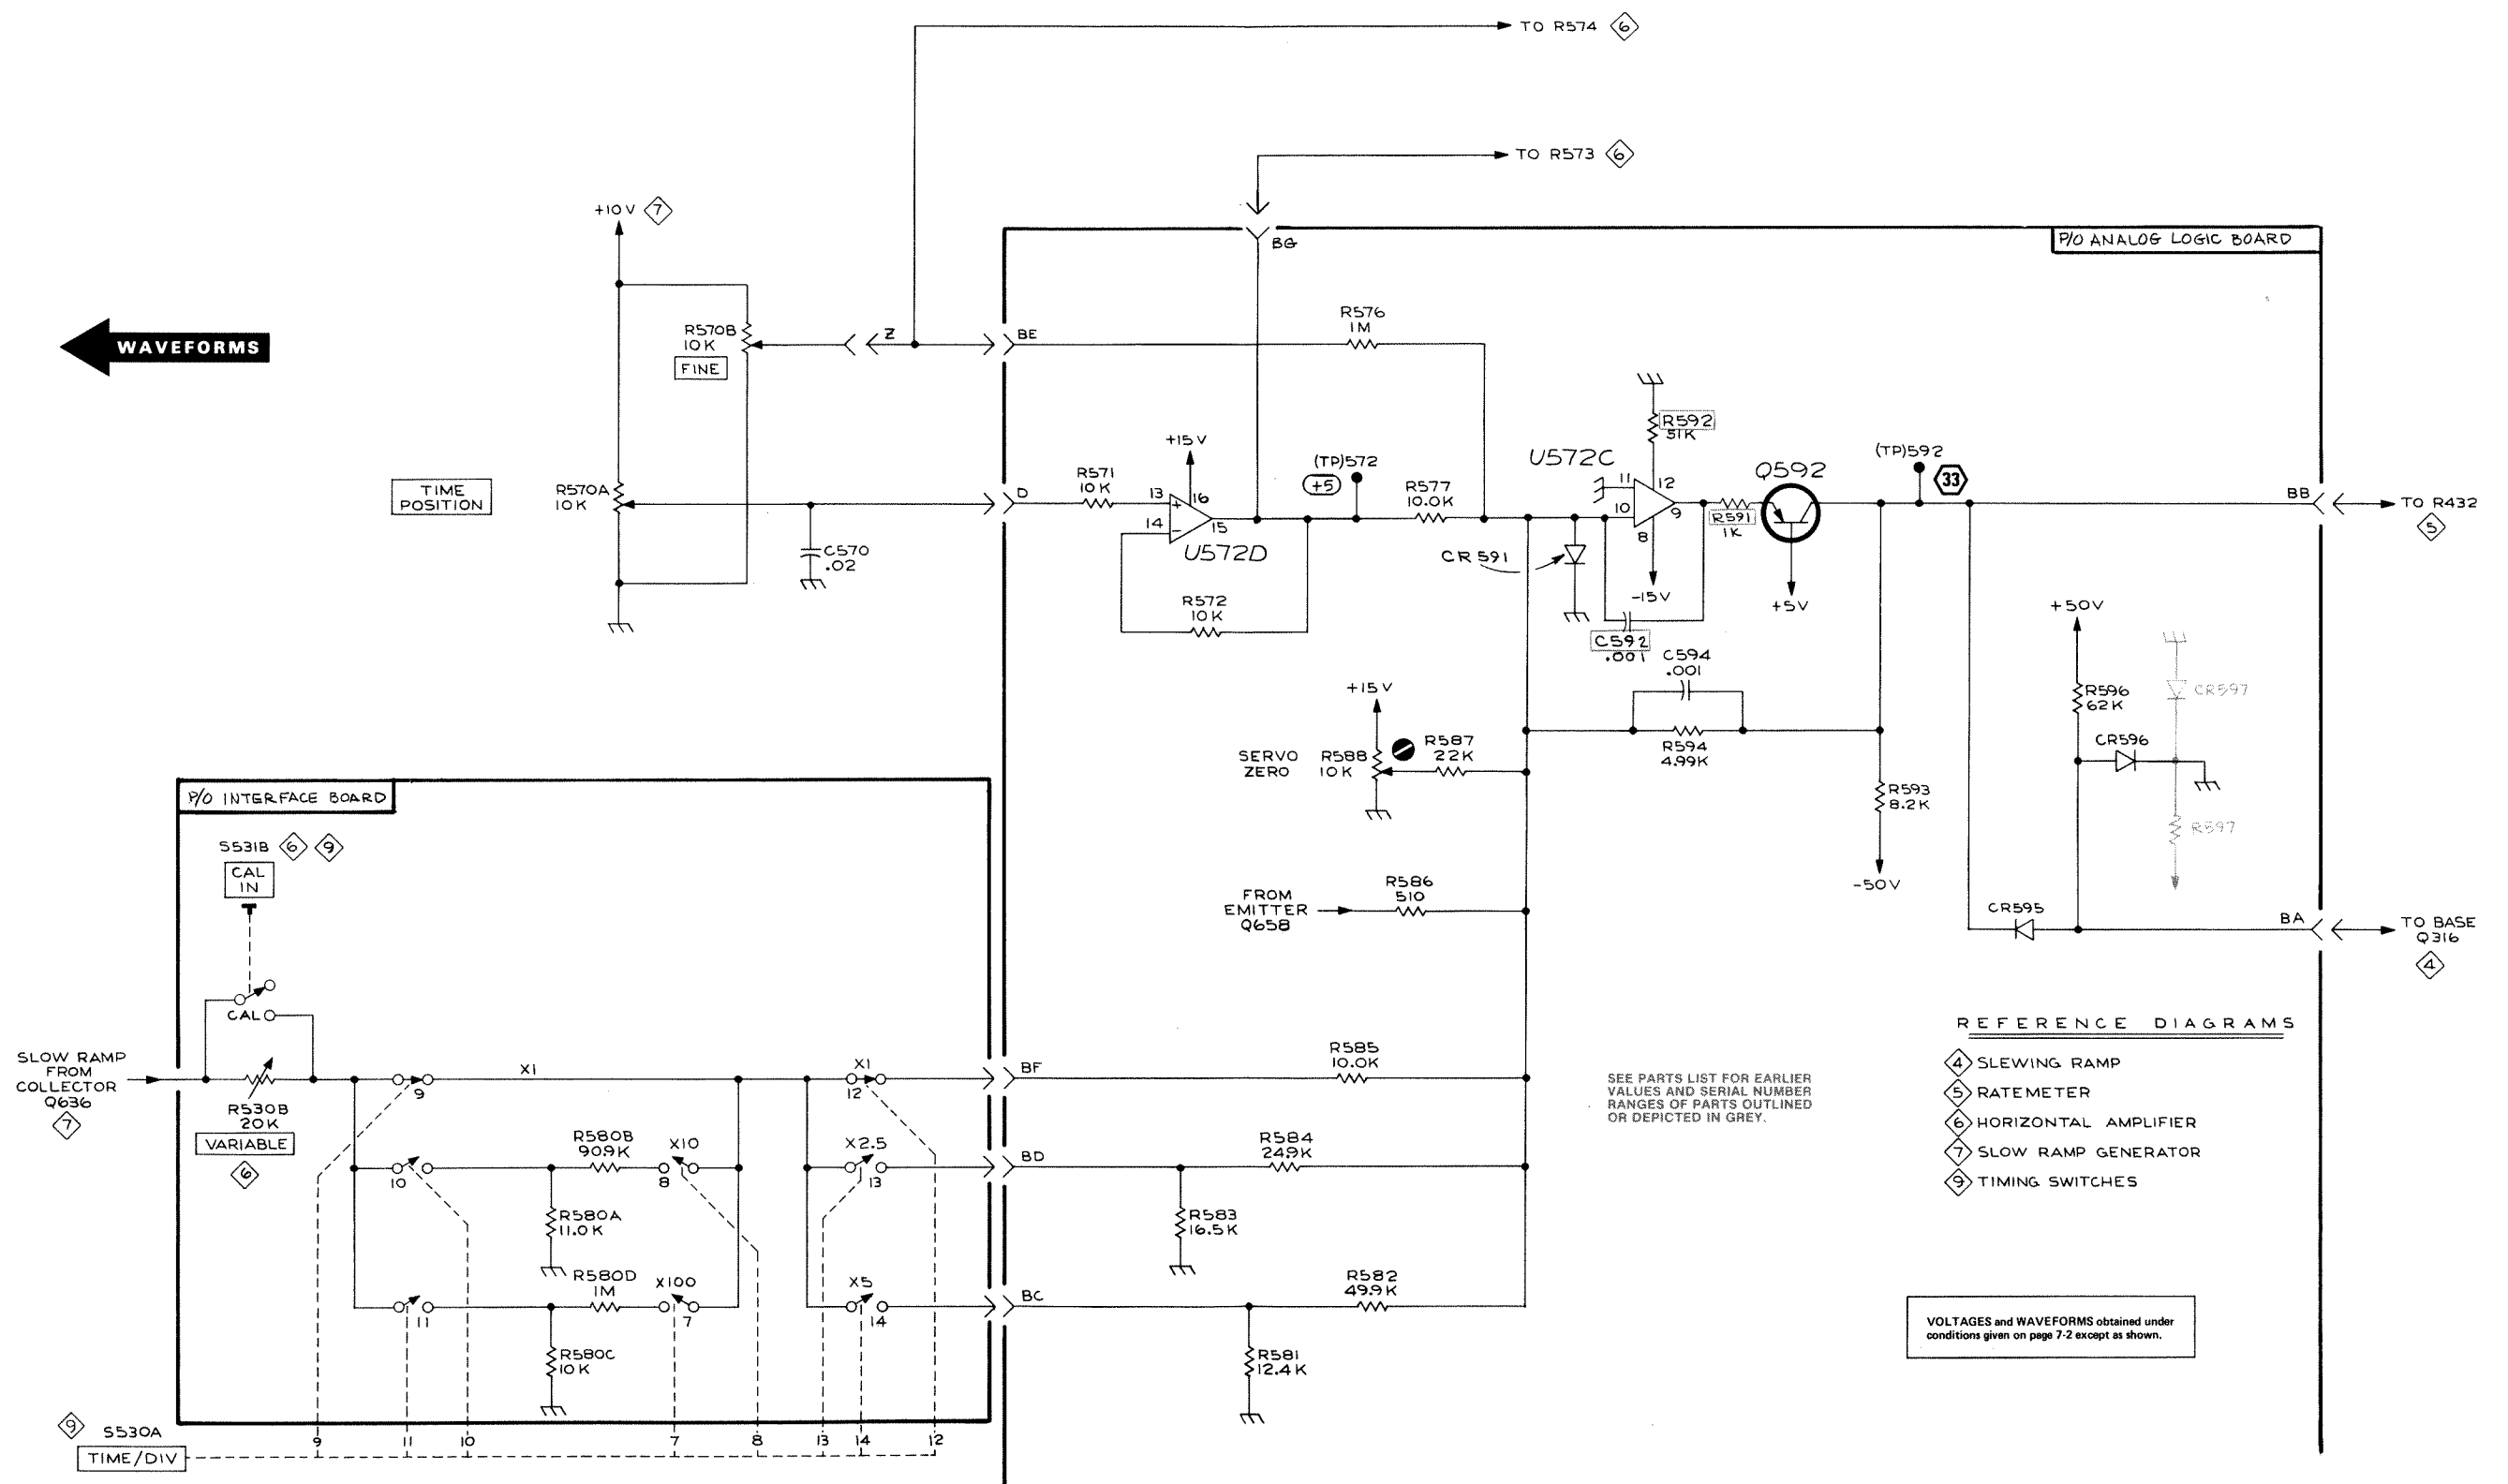 TO R574 6
TO R573 6
+10V 7
BG
P/O ANALOG LOGIC BOARD
WAVEFORMS
R570B
10K
FINE
Z
BE
R576
1M
TIME
POSITION
R570A
10K
C570
.02
D
R571
10K
+15V
13
16
14
15
+
−
U572D
R572
10K
(TP)572
+5
R577
10.0K
CR591
U572C
R592
51K
11
12
10
9
8
-15V
C592
.001
R591
1K
Q592
+5V
(TP)592
33
BB
TO R432
5
C594
.001
R594
4.99K
+15V
SERVO
ZERO
R588
10K
R587
22K
R593
8.2K
-50V
+50V
R596
62K
CR596
CR597
R597
FROM
EMITTER
Q658
R586
510
CR595
BA
TO BASE
Q316
4
P/O INTERFACE BOARD
S531B 6 9
CAL
IN
CAL
SLOW RAMP
FROM
COLLECTOR
Q636
7
R530B
20K
VARIABLE
6
X1
9
X1
12
BF
R585
10.0K
10
R580B
90.9K
X10
8
X2.5
13
BD
R584
24.9K
R580A
11.0K
R583
16.5K
11
R580D
1M
X100
7
X5
14
BC
R582
49.9K
R580C
10K
R581
12.4K
9
S530A
TIME/DIV
9 11 10 7 8 13 14 12
SEE PARTS LIST FOR EARLIER
VALUES AND SERIAL NUMBER
RANGES OF PARTS OUTLINED
OR DEPICTED IN GREY.
REFERENCE DIAGRAMS
4 SLEWING RAMP
5 RATEMETER
6 HORIZONTAL AMPLIFIER
7 SLOW RAMP GENERATOR
9 TIMING SWITCHES
VOLTAGES and WAVEFORMS obtained under
conditions given on page 7-2 except as shown.